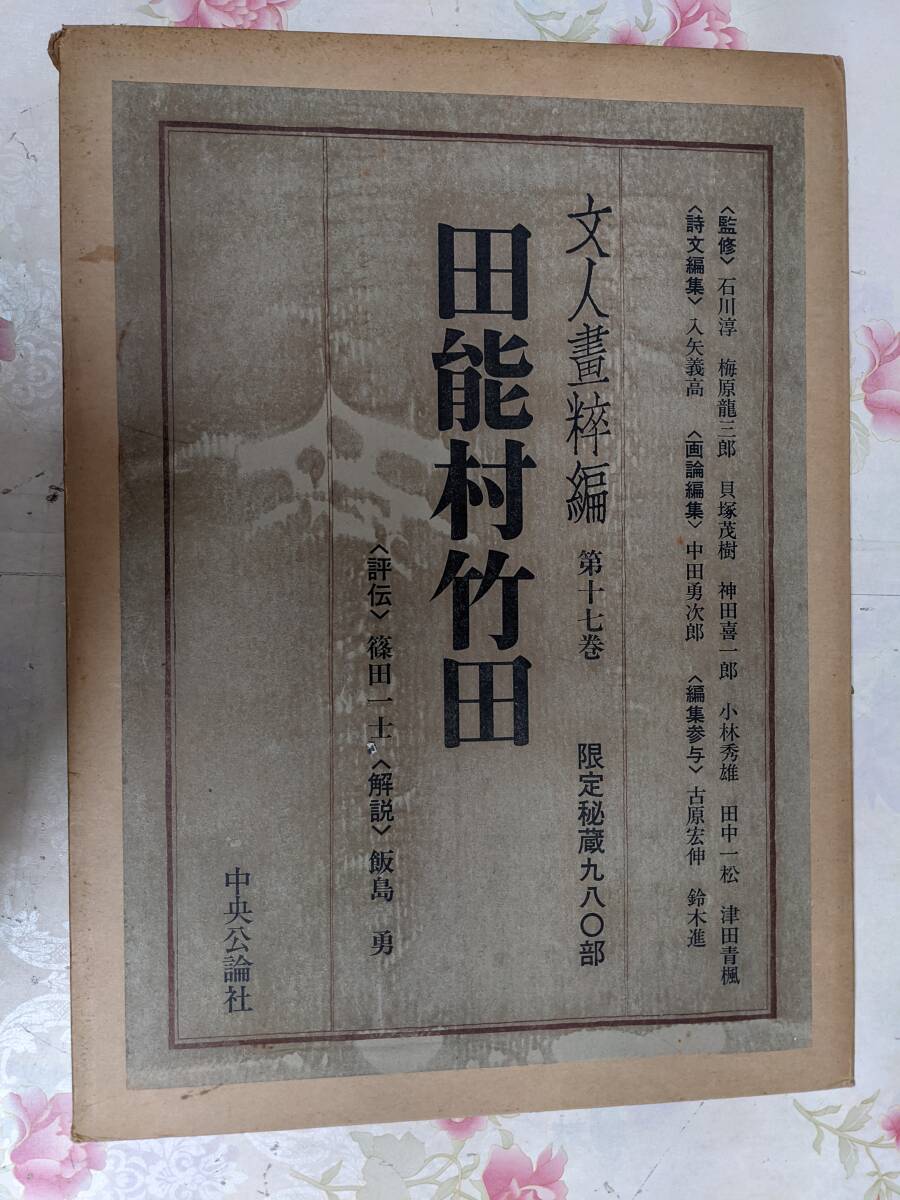 〈監修〉石川淳　梅原龍三郎　貝塚茂樹　神田喜一郎　小林秀雄　田中一松　津田青楓
〈詩文編集〉入矢義高　〈画論編集〉中田勇次郎　〈編集参与〉古原宏伸　鈴木進
文人畫粹編　第十七巻　限定秘蔵九八〇部
田能村竹田
〈評伝〉篠田一士〈解説〉飯島　勇
中央公論社